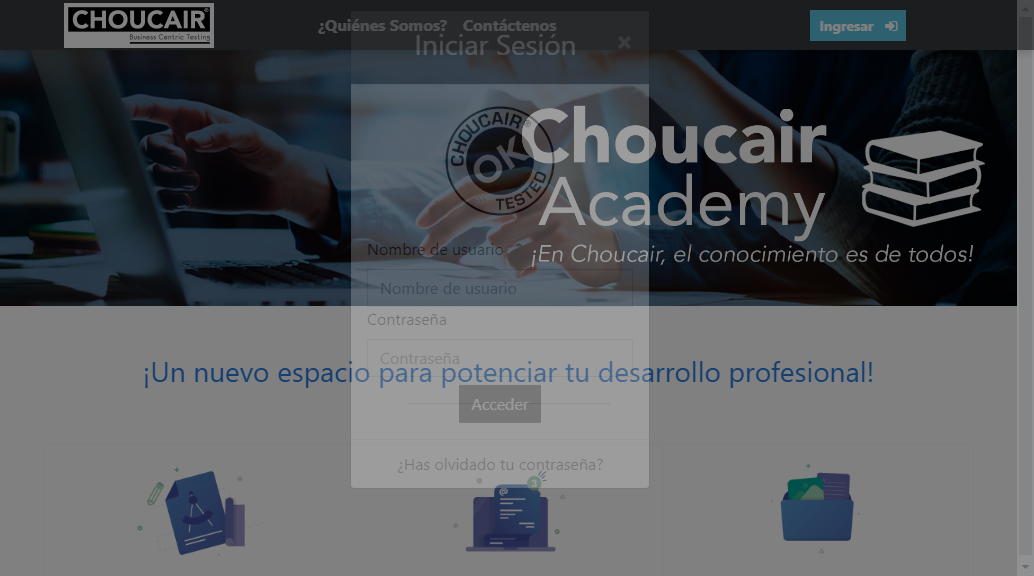 CHOUCAIR®
Business Centric Testing
¿Quiénes Somos?
Contáctenos
Ingresar
Iniciar Sesión
×
CHOUCAIR®
OK
TESTED
Choucair
Academy
¡En Choucair, el conocimiento es de todos!
Nombre de usuario
Nombre de usuario
Contraseña
Contraseña
¡Un nuevo espacio para potenciar tu desarrollo profesional!
Acceder
¿Has olvidado tu contraseña?
@
3